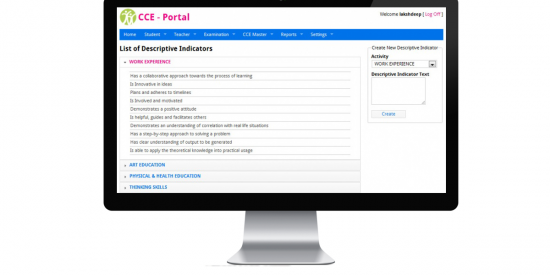 CCE - Portal
Welcome lakshdeep [ Log Off ]
Home Student Teacher Examination CCE Master Reports Settings
List of Descriptive Indicators
WORK EXPERIENCE
Has a collaborative approach towards the process of learning
Is Innovative in ideas
Plans and adheres to timelines
Is Involved and motivated
Demonstrates a positive attitude
Is helpful, guides and facilitates others
Demonstrates an understanding of correlation with real life situations
Has a step-by-step approach to solving a problem
Has clear understanding of output to be generated
Is able to apply the theoretical knowledge into practical usage
ART EDUCATION
PHYSICAL & HEALTH EDUCATION
THINKING SKILLS
Create New Descriptive Indicator
Activity
WORK EXPERIENCE
Descriptive Indicator Text
Create